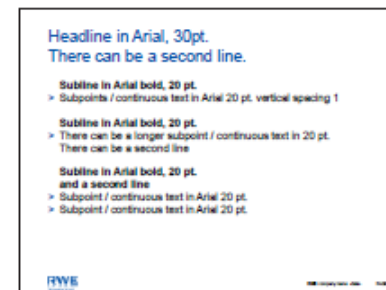 Headline in Arial, 30pt.
There can be a second line.
Subline in Arial bold, 20 pt.
> Subpoints / continuous text in Ariel 20 pt. vertical spacing 1
Subline in Arial bold, 20 pt.
> There can be a longer subpoint / continuous text in 20 pt.
There can be a second line
Subline in Arial bold, 20 pt.
and a second line
> Subpoint / continuous text in Ariel 20 pt.
> Subpoint / continuous text in Ariel 20 pt.
RWE